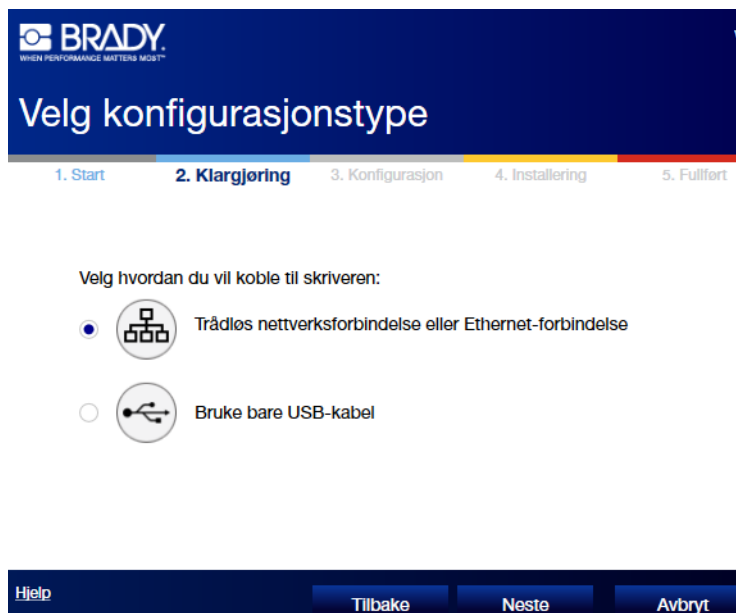 BRADY.
WHEN PERFORMANCE MATTERS MOST™
Velg konfigurasjonstype
1. Start 2. Klargjøring 3. Konfigurasjon 4. Installering 5. Fullført
Velg hvordan du vil koble til skriveren:
Trådløs nettverksforbindelse eller Ethernet-forbindelse
Bruke bare USB-kabel
Hjelp
Tilbake Neste Avbryt